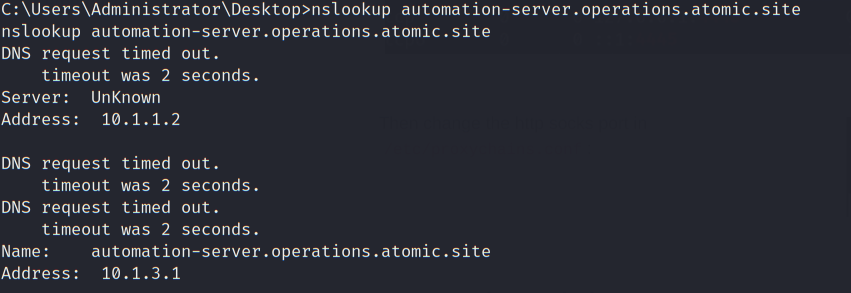 C:\Users\Administrator\Desktop>nslookup automation-server.operations.atomic.site
nslookup automation-server.operations.atomic.site
DNS request timed out.
    timeout was 2 seconds.
Server:  UnKnown
Address:  10.1.1.2

DNS request timed out.
    timeout was 2 seconds.
DNS request timed out.
    timeout was 2 seconds.
Name:    automation-server.operations.atomic.site
Address:  10.1.3.1